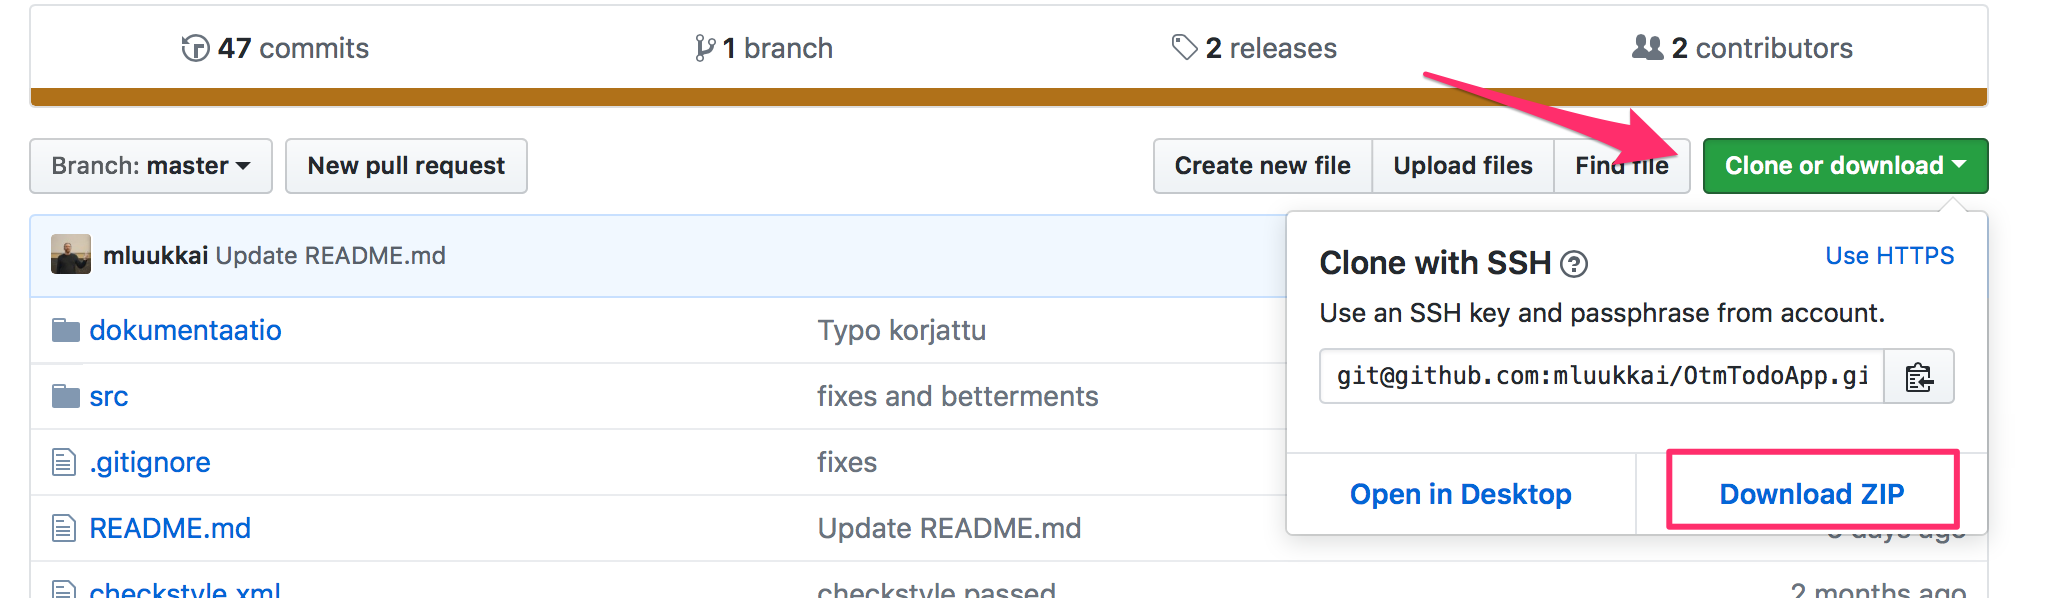 47 commits 1 branch 2 releases 2 contributors
Branch: master New pull request Create new file Upload files Find file Clone or download
mluukkai Update README.md
Clone with SSH Use HTTPS
Use an SSH key and passphrase from account.
dokumentaatio Typo korjattu
git@github.com:mluukkai/OtmTodoApp.gi
src fixes and betterments
.gitignore fixes
Open in Desktop Download ZIP
README.md Update README.md days ago
checkstyle.xml checkstyle passed 2 months ago